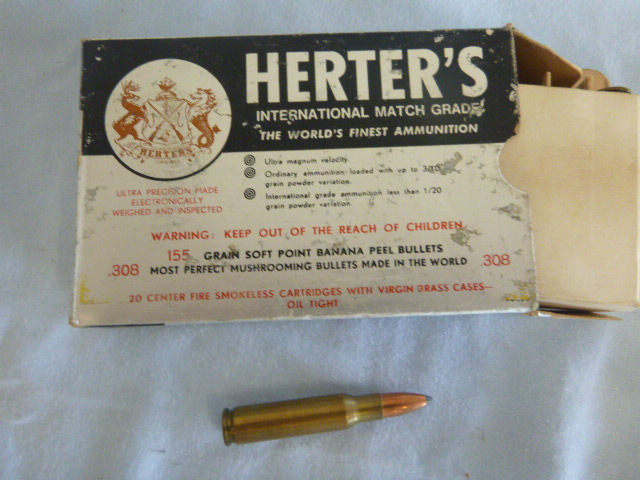 HERTER'S
INTERNATIONAL MATCH GRADE
THE WORLD'S FINEST AMMUNITION
HERTER'S
Ultra magnum velocity.
Ordinary ammunition: loaded with up to 3/10
grain powder variation.
International grade ammunition less than 1/20
grain powder variation.
ULTRA PRECISION MADE
ELECTRONICALLY
WEIGHED AND INSPECTED
WARNING: KEEP OUT OF THE REACH OF CHILDREN
155 GRAIN SOFT POINT BANANA PEEL BULLETS
.308 MOST PERFECT MUSHROOMING BULLETS MADE IN THE WORLD .308
20 CENTER FIRE SMOKELESS CARTRIDGES WITH VIRGIN BRASS CASES—
OIL TIGHT